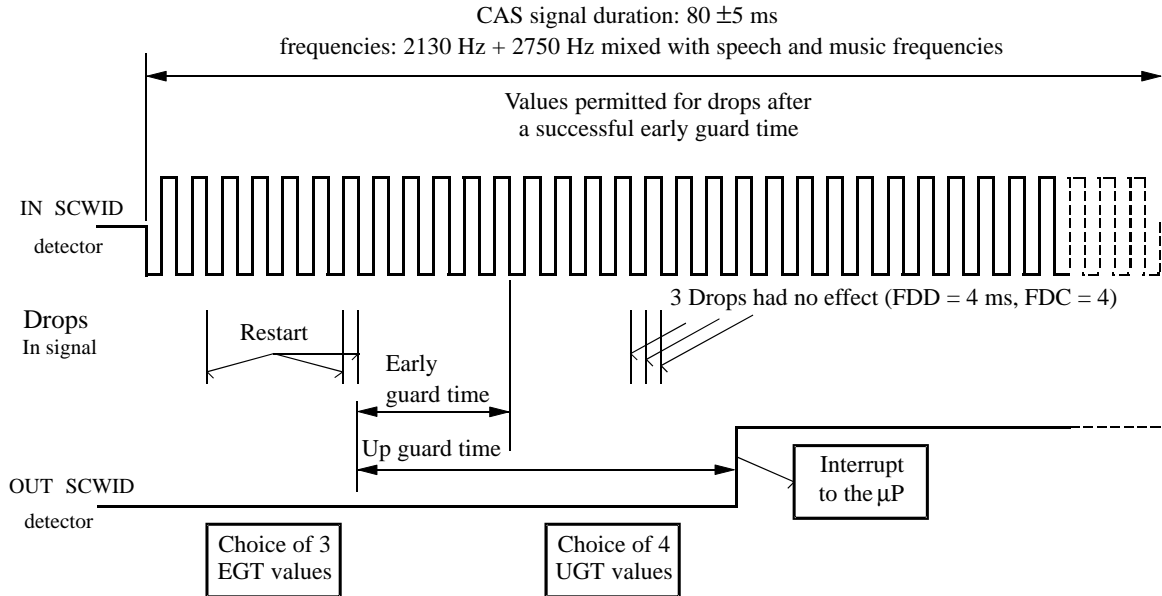 CAS signal duration: 80 ±5 ms
frequencies: 2130 Hz + 2750 Hz mixed with speech and music frequencies
Values permitted for drops after
a successful early guard time
IN SCWID
detector
3 Drops had no effect (FDD = 4 ms, FDC = 4)
Drops
In signal
Restart
Early
guard time
Up guard time
Interrupt
to the µP
OUT SCWID
detector
Choice of 3
EGT values
Choice of 4
UGT values